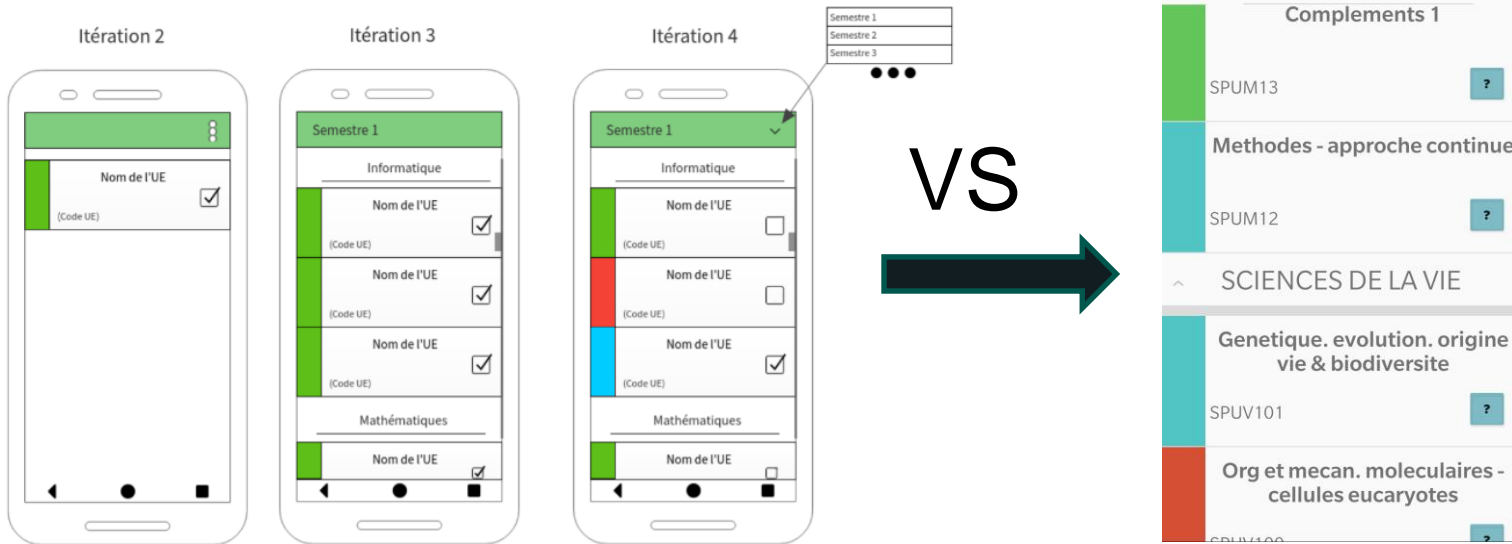 Itération 2
Nom de l'UE
(Code UE)
Itération 3
Semestre 1
Informatique
Nom de l'UE
(Code UE)
Nom de l'UE
(Code UE)
Nom de l'UE
(Code UE)
Mathématiques
Nom de l'UE
Itération 4
Semestre 1
Semestre 2
Semestre 3
Semestre 1
Informatique
Nom de l'UE
(Code UE)
Nom de l'UE
(Code UE)
Nom de l'UE
(Code UE)
Mathématiques
Nom de l'UE
VS
Complements 1
SPUM13
?
Methodes - approche continue
SPUM12
?
SCIENCES DE LA VIE
Genetique. evolution. origine
vie & biodiversite
SPUV101
?
Org et mecan. moleculaires -
cellules eucaryotes
?